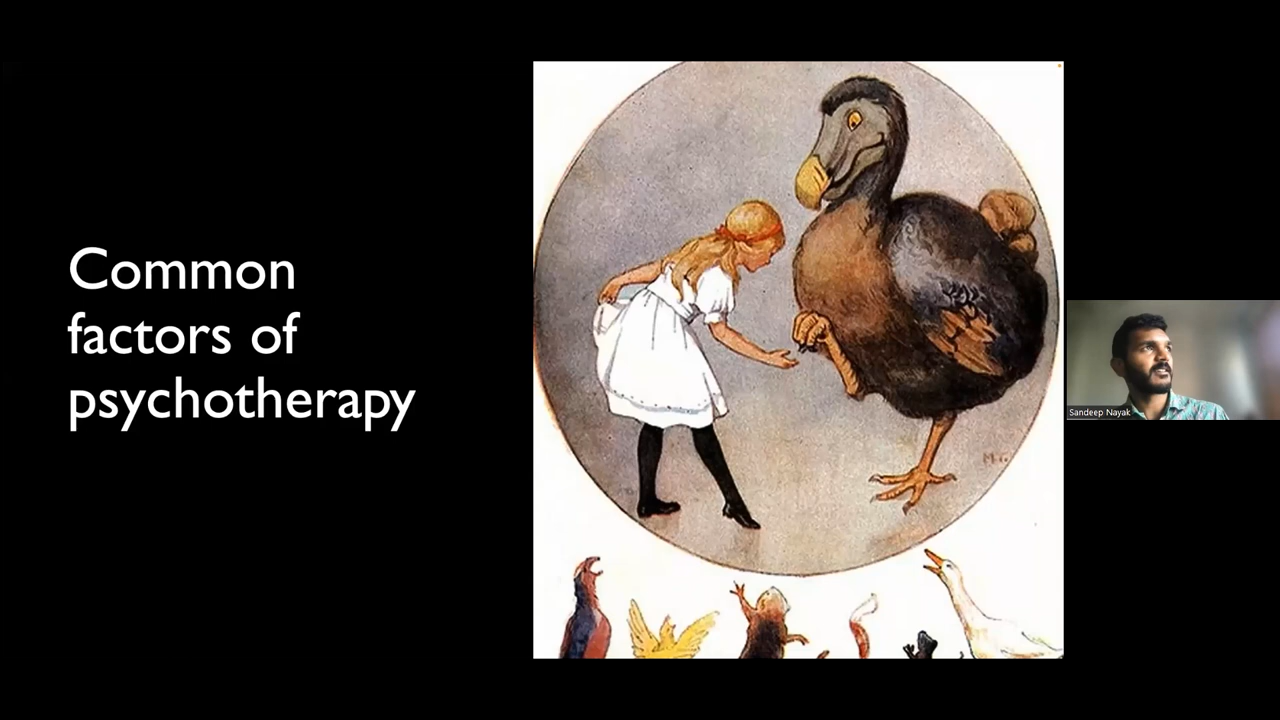 Common
factors of
psychotherapy
Sandeep Nayak